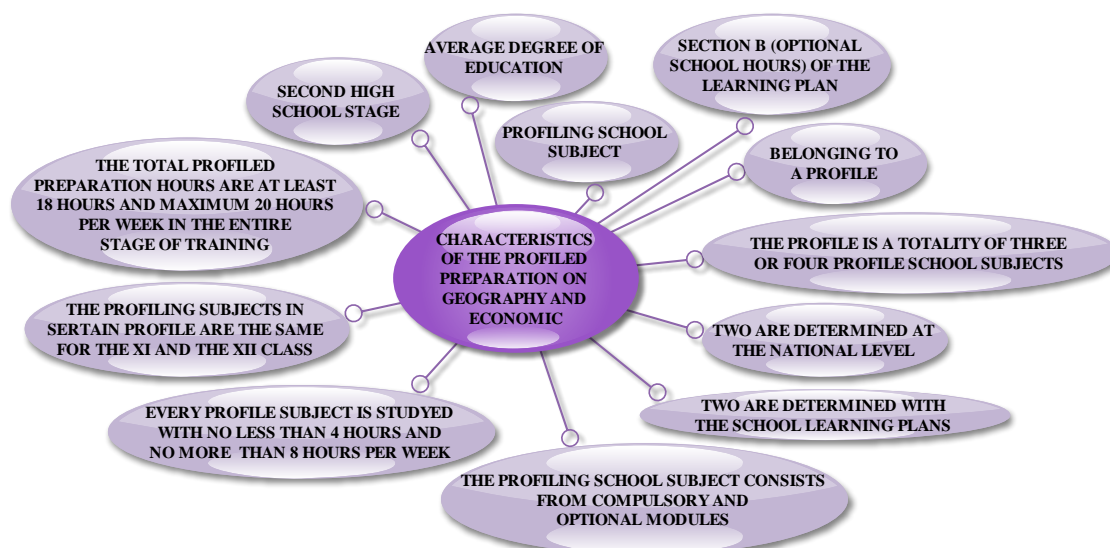 AVERAGE DEGREE OF
EDUCATION
SECTION B (OPTIONAL
SCHOOL HOURS) OF THE
LEARNING PLAN
SECOND HIGH
SCHOOL STAGE
PROFILING SCHOOL
SUBJECT
BELONGING TO
A PROFILE
THE TOTAL PROFILED
PREPARATION HOURS ARE AT LEAST
18 HOURS AND MAXIMUM 20 HOURS
PER WEEK IN THE ENTIRE
STAGE OF TRAINING
CHARACTERISTICS
OF THE PROFILED
PREPARATION ON
GEOGRAPHY AND
ECONOMIC
THE PROFILE IS A TOTALITY OF THREE
OR FOUR PROFILE SCHOOL SUBJECTS
THE PROFILING SUBJECTS IN
SERTAIN PROFILE ARE THE SAME
FOR THE XI AND THE XII CLASS
TWO ARE DETERMINED AT
THE NATIONAL LEVEL
EVERY PROFILE SUBJECT IS STUDYED
WITH NO LESS THAN 4 HOURS AND
NO MORE THAN 8 HOURS PER WEEK
TWO ARE DETERMINED WITH
THE SCHOOL LEARNING PLANS
THE PROFILING SCHOOL SUBJECT CONSISTS
FROM COMPULSORY AND
OPTIONAL MODULES